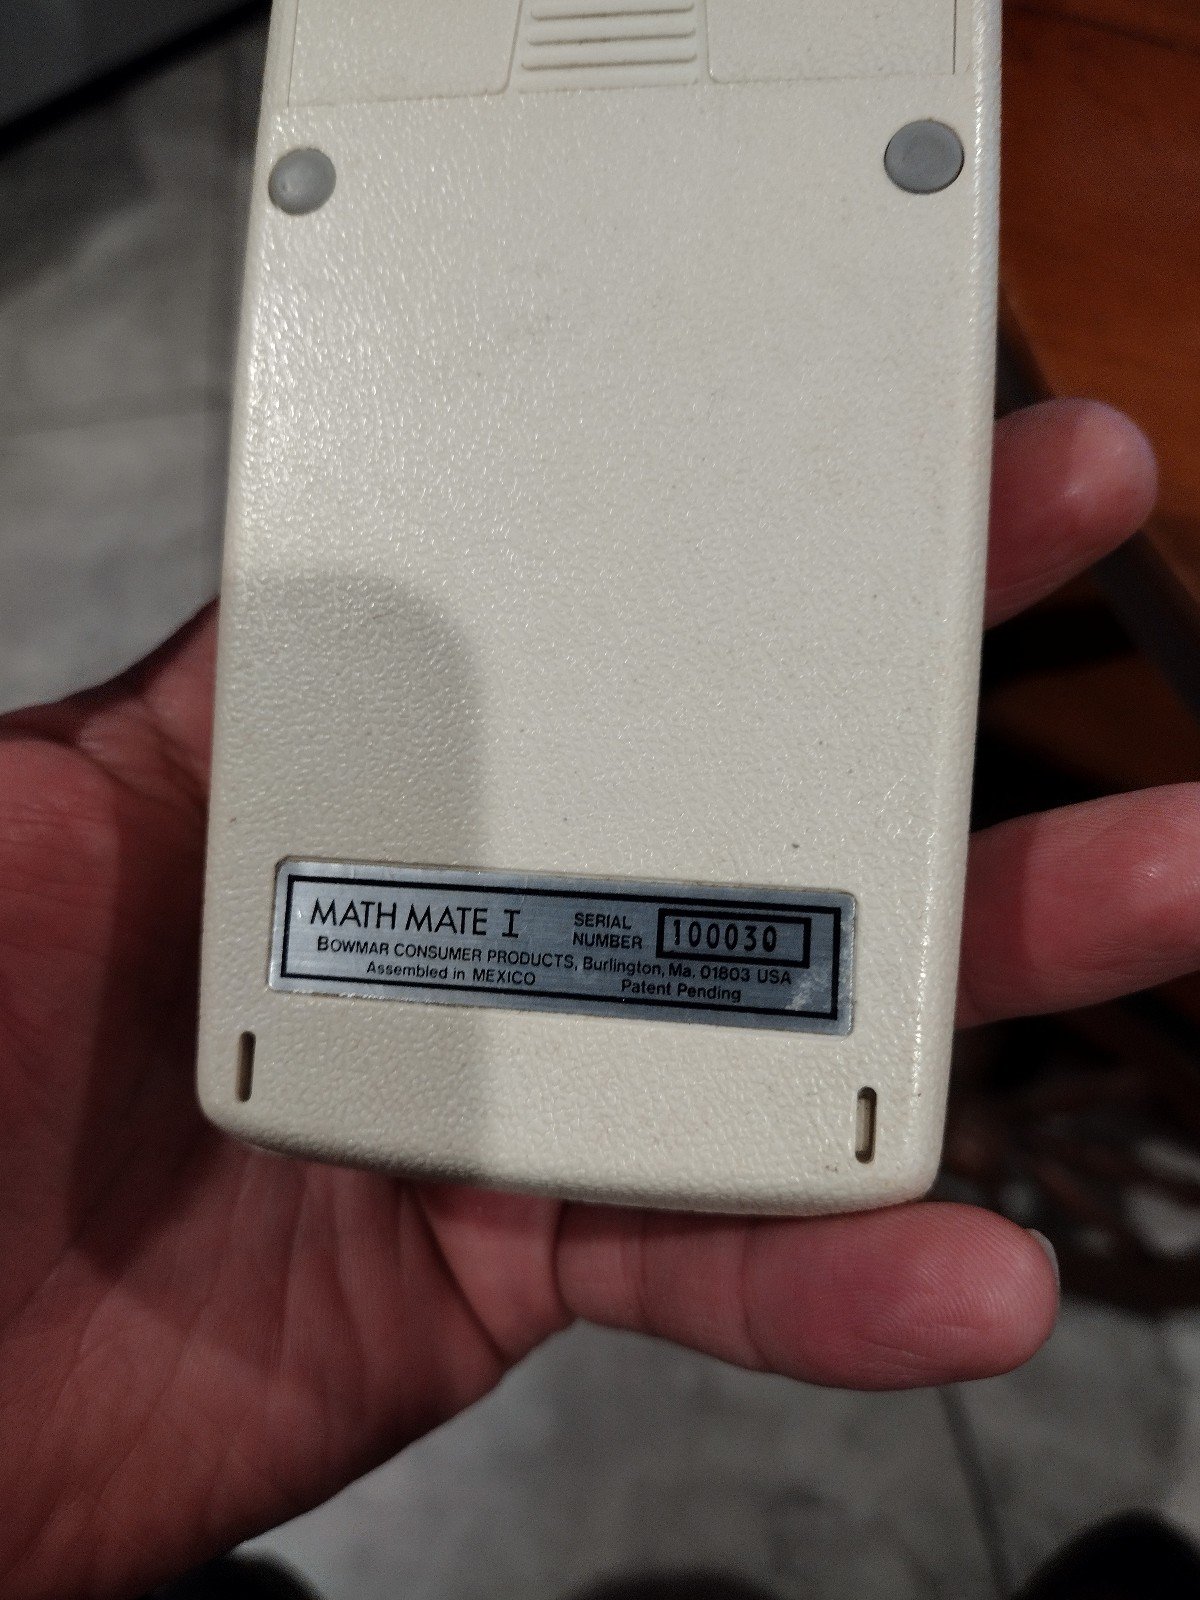 MATH MATE I
SERIAL NUMBER 100030
BOWMAR CONSUMER PRODUCTS, Burlington, Ma. 01803 USA
Assembled in MEXICO
Patent Pending